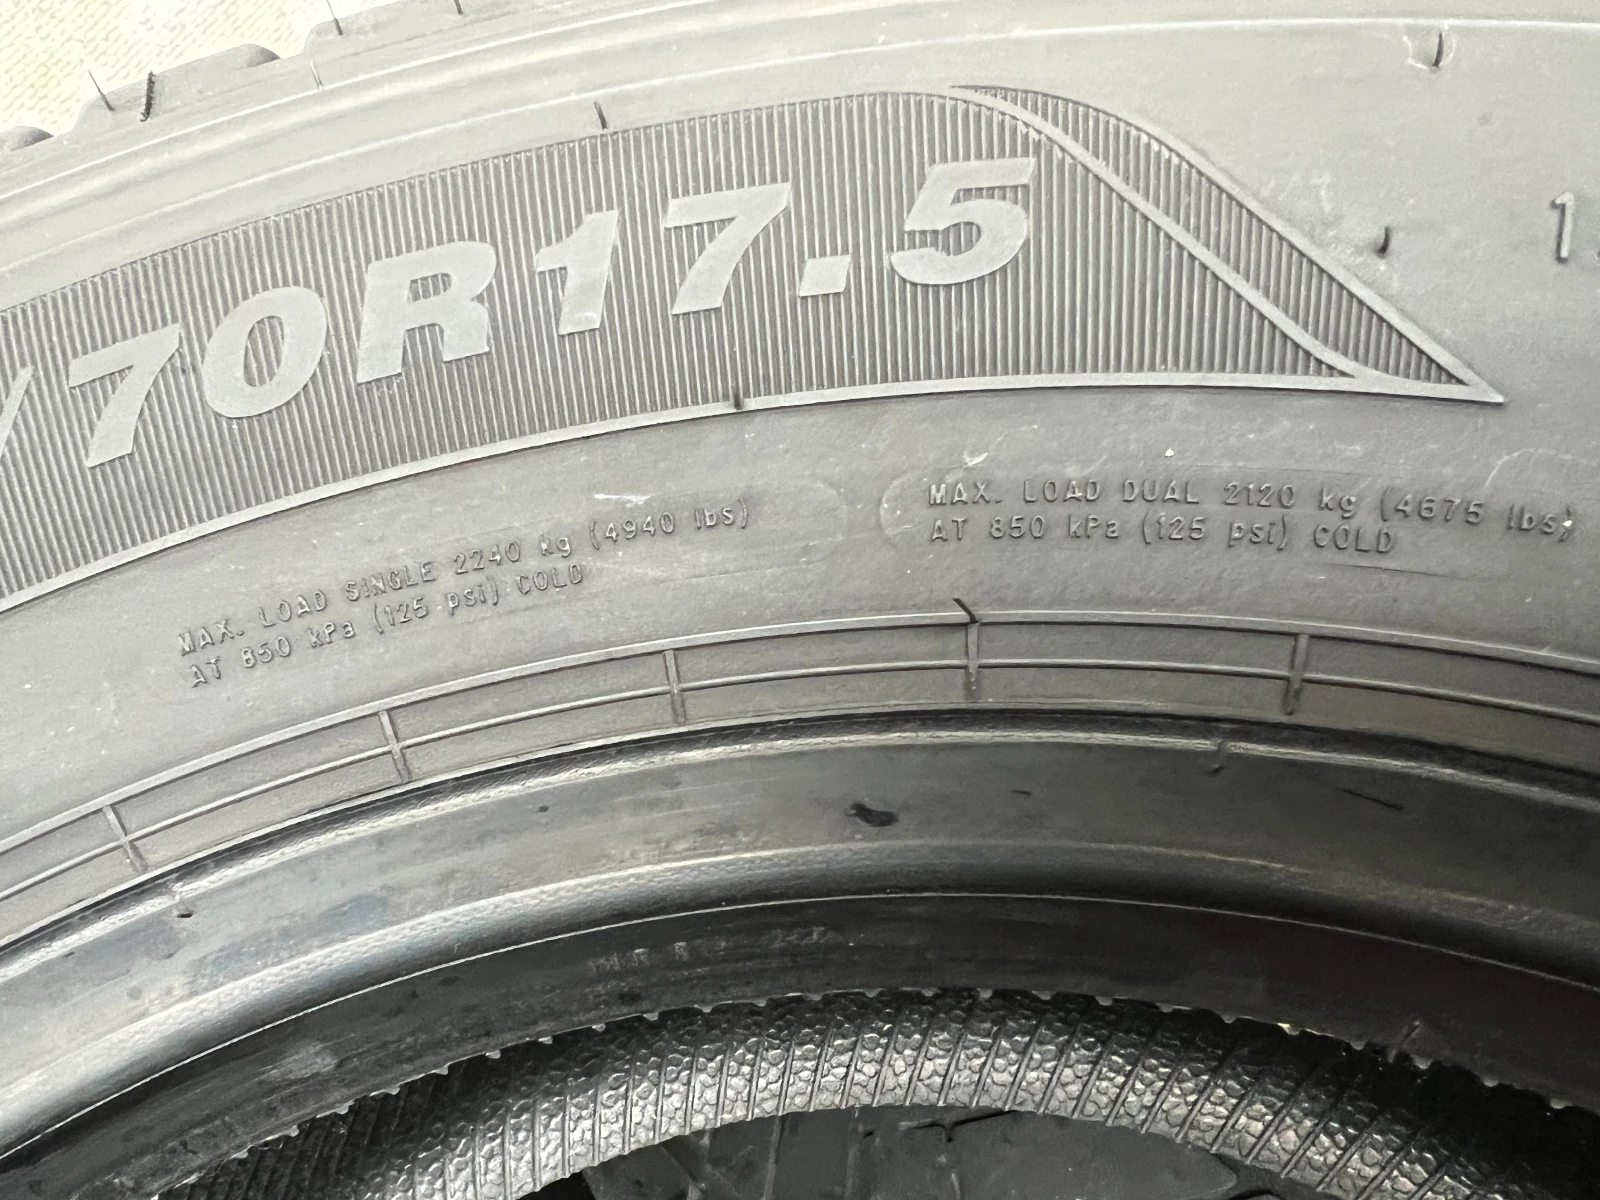 /70R17.5
MAX. LOAD SINGLE 2240 kg (4940 lbs)
AT 850 kPa (125 psi) COLD
MAX. LOAD DUAL 2120 kg (4675 lbs)
AT 850 kPa (125 psi) COLD
1